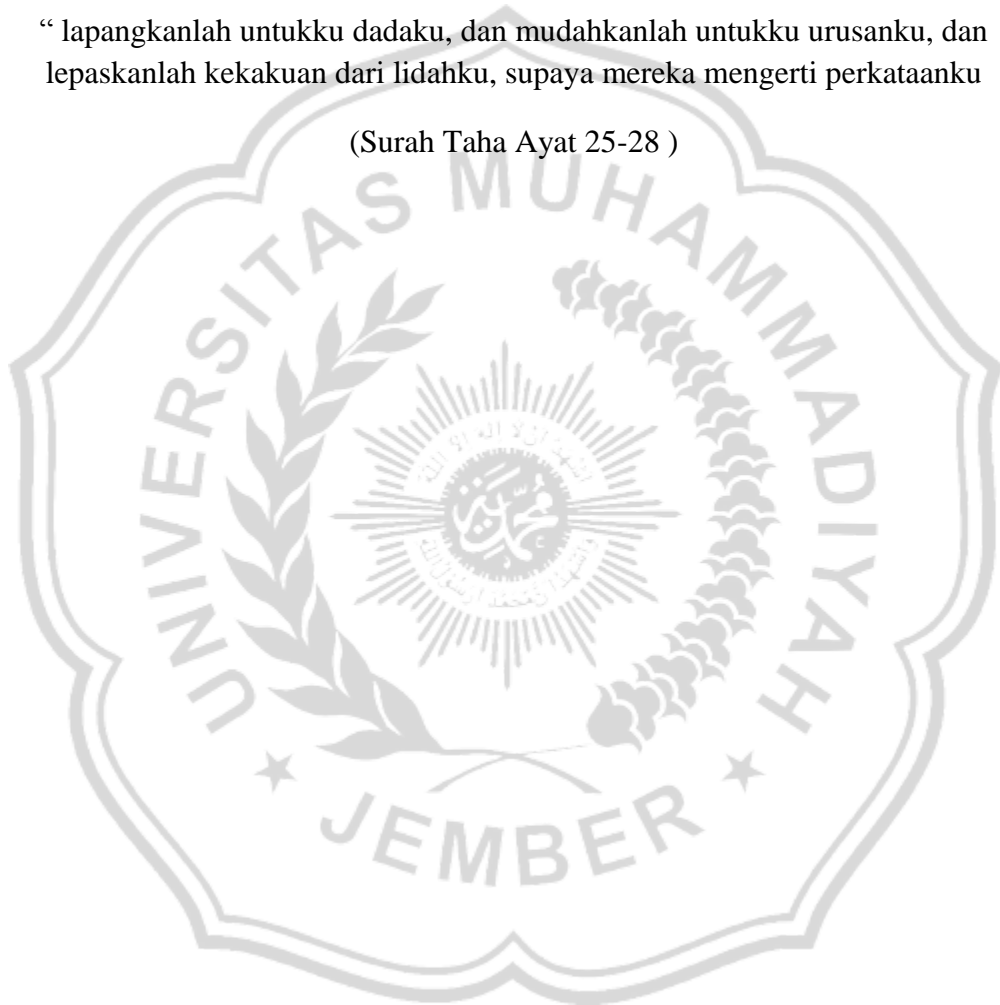 “ lapangkanlah untukku dadaku, dan mudahkanlah untukku urusanku, dan
lepaskanlah kekakuan dari lidahku, supaya mereka mengerti perkataanku
(Surah Taha Ayat 25-28 )
UNIVERSITAS MUHAMMADIYAH
JEMBER